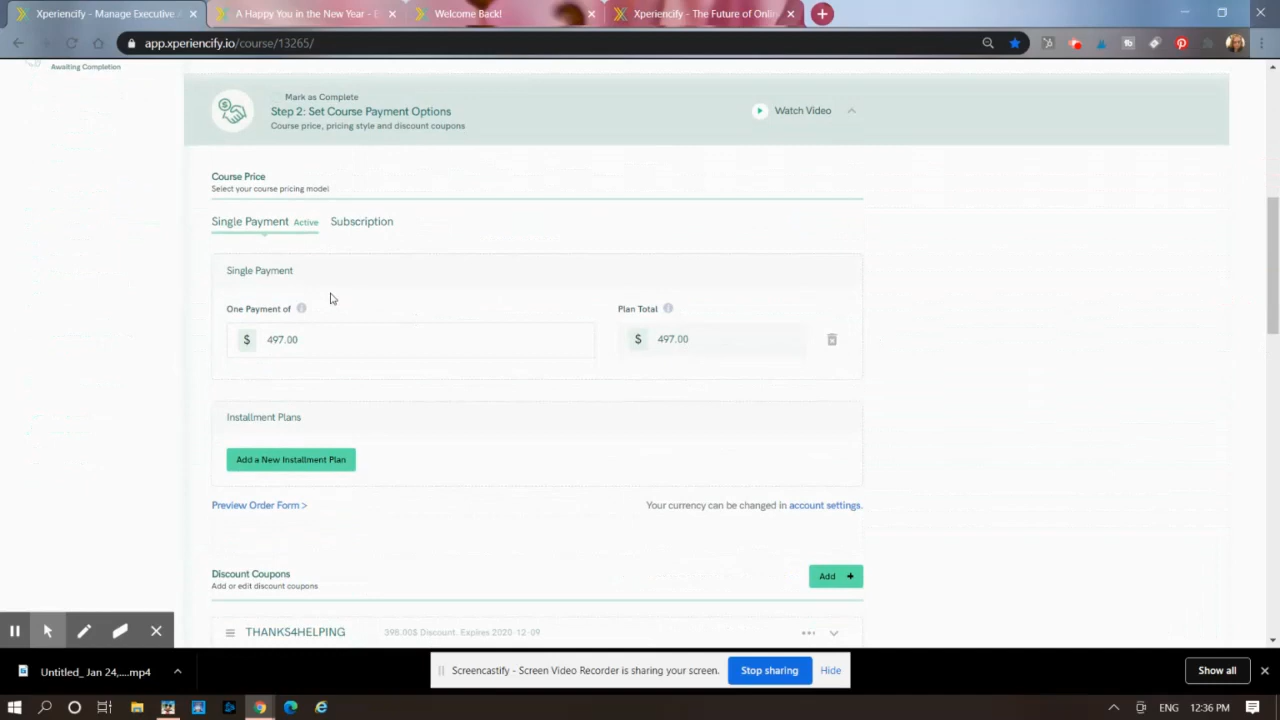 Xperiencify - Manage Executive A
A Happy You in the New Year - E
Welcome Back!
Xperiencify - The Future of Onlin
app.xperiencify.io/course/13265/
Awaiting Completion
Mark as Complete
Step 2: Set Course Payment Options
Course price, pricing style and discount coupons
Watch Video
Course Price
Select your course pricing model
Single Payment Active Subscription
Single Payment
One Payment of
Plan Total
$ 497.00
$ 497.00
Installment Plans
Add a New Installment Plan
Preview Order Form >
Your currency can be changed in account settings.
Discount Coupons
Add or edit discount coupons
Add +
THANKS4HELPING
398.00$ Discount. Expires 2020-12-09
Untitled_ Jan 24,....mp4
Screencastify - Screen Video Recorder is sharing your screen.
Stop sharing
Hide
Show all
ENG
12:36 PM